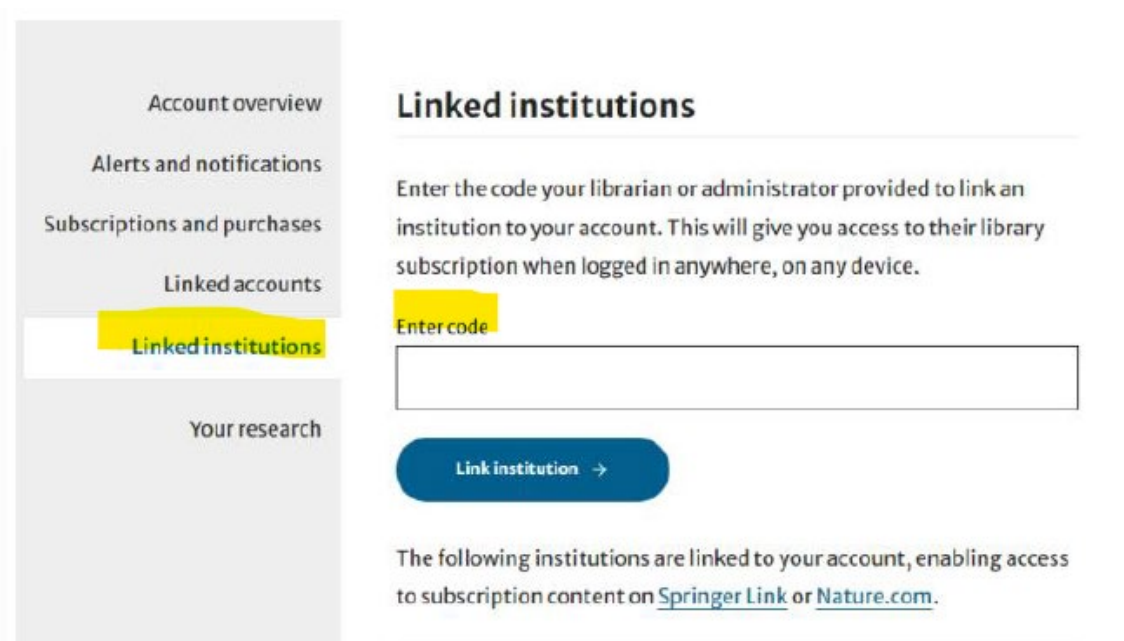 Account overview
Alerts and notifications
Subscriptions and purchases
Linked accounts
Linked institutions
Your research
Linked institutions
Enter the code your librarian or administrator provided to link an
institution to your account. This will give you access to their library
subscription when logged in anywhere, on any device.
Enter code
Link institution →
The following institutions are linked to your account, enabling access
to subscription content on Springer Link or Nature.com.